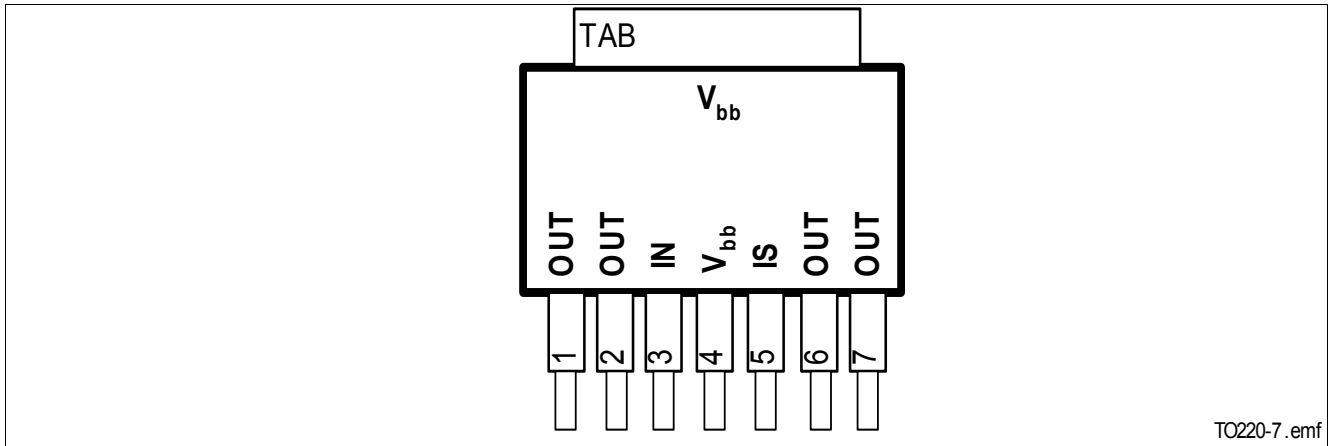 TAB
Vbb
OUT OUT IN Vbb IS OUT OUT
1 2 3 4 5 6 7
TO220-7.emf